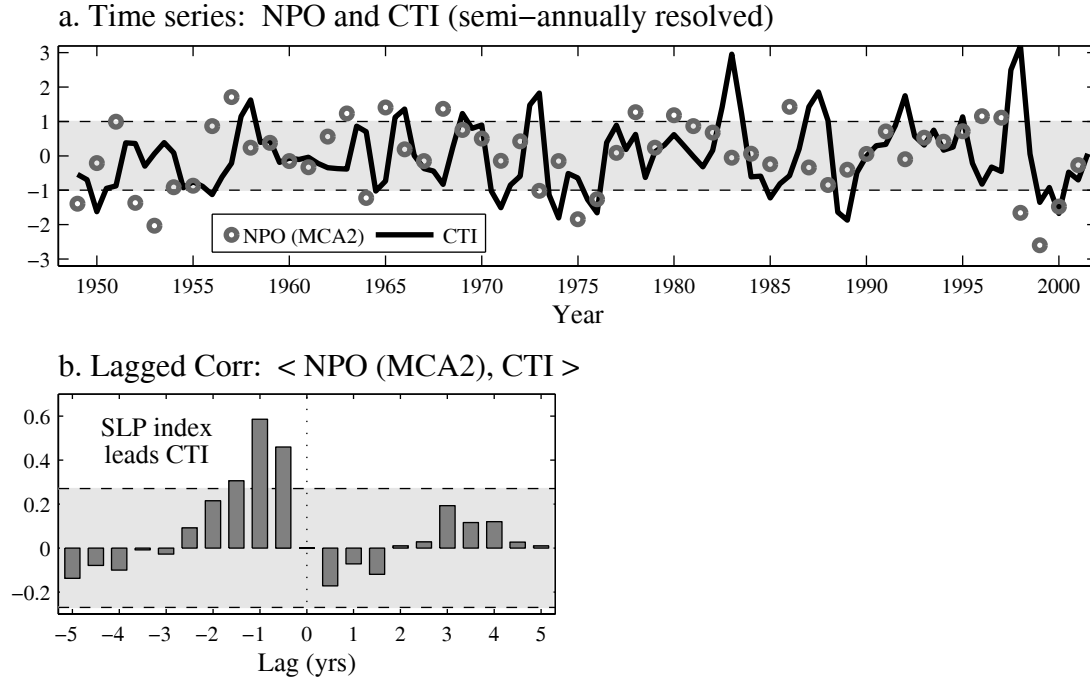 a. Time series: NPO and CTI (semi−annually resolved)
3
2
1
0
−1
−2
−3
NPO (MCA2) CTI
1950 1955 1960 1965 1970 1975 1980 1985 1990 1995 2000
Year
b. Lagged Corr: < NPO (MCA2), CTI >
SLP index
leads CTI
0.6
0.4
0.2
0
−0.2
−5 −4 −3 −2 −1 0 1 2 3 4 5
Lag (yrs)